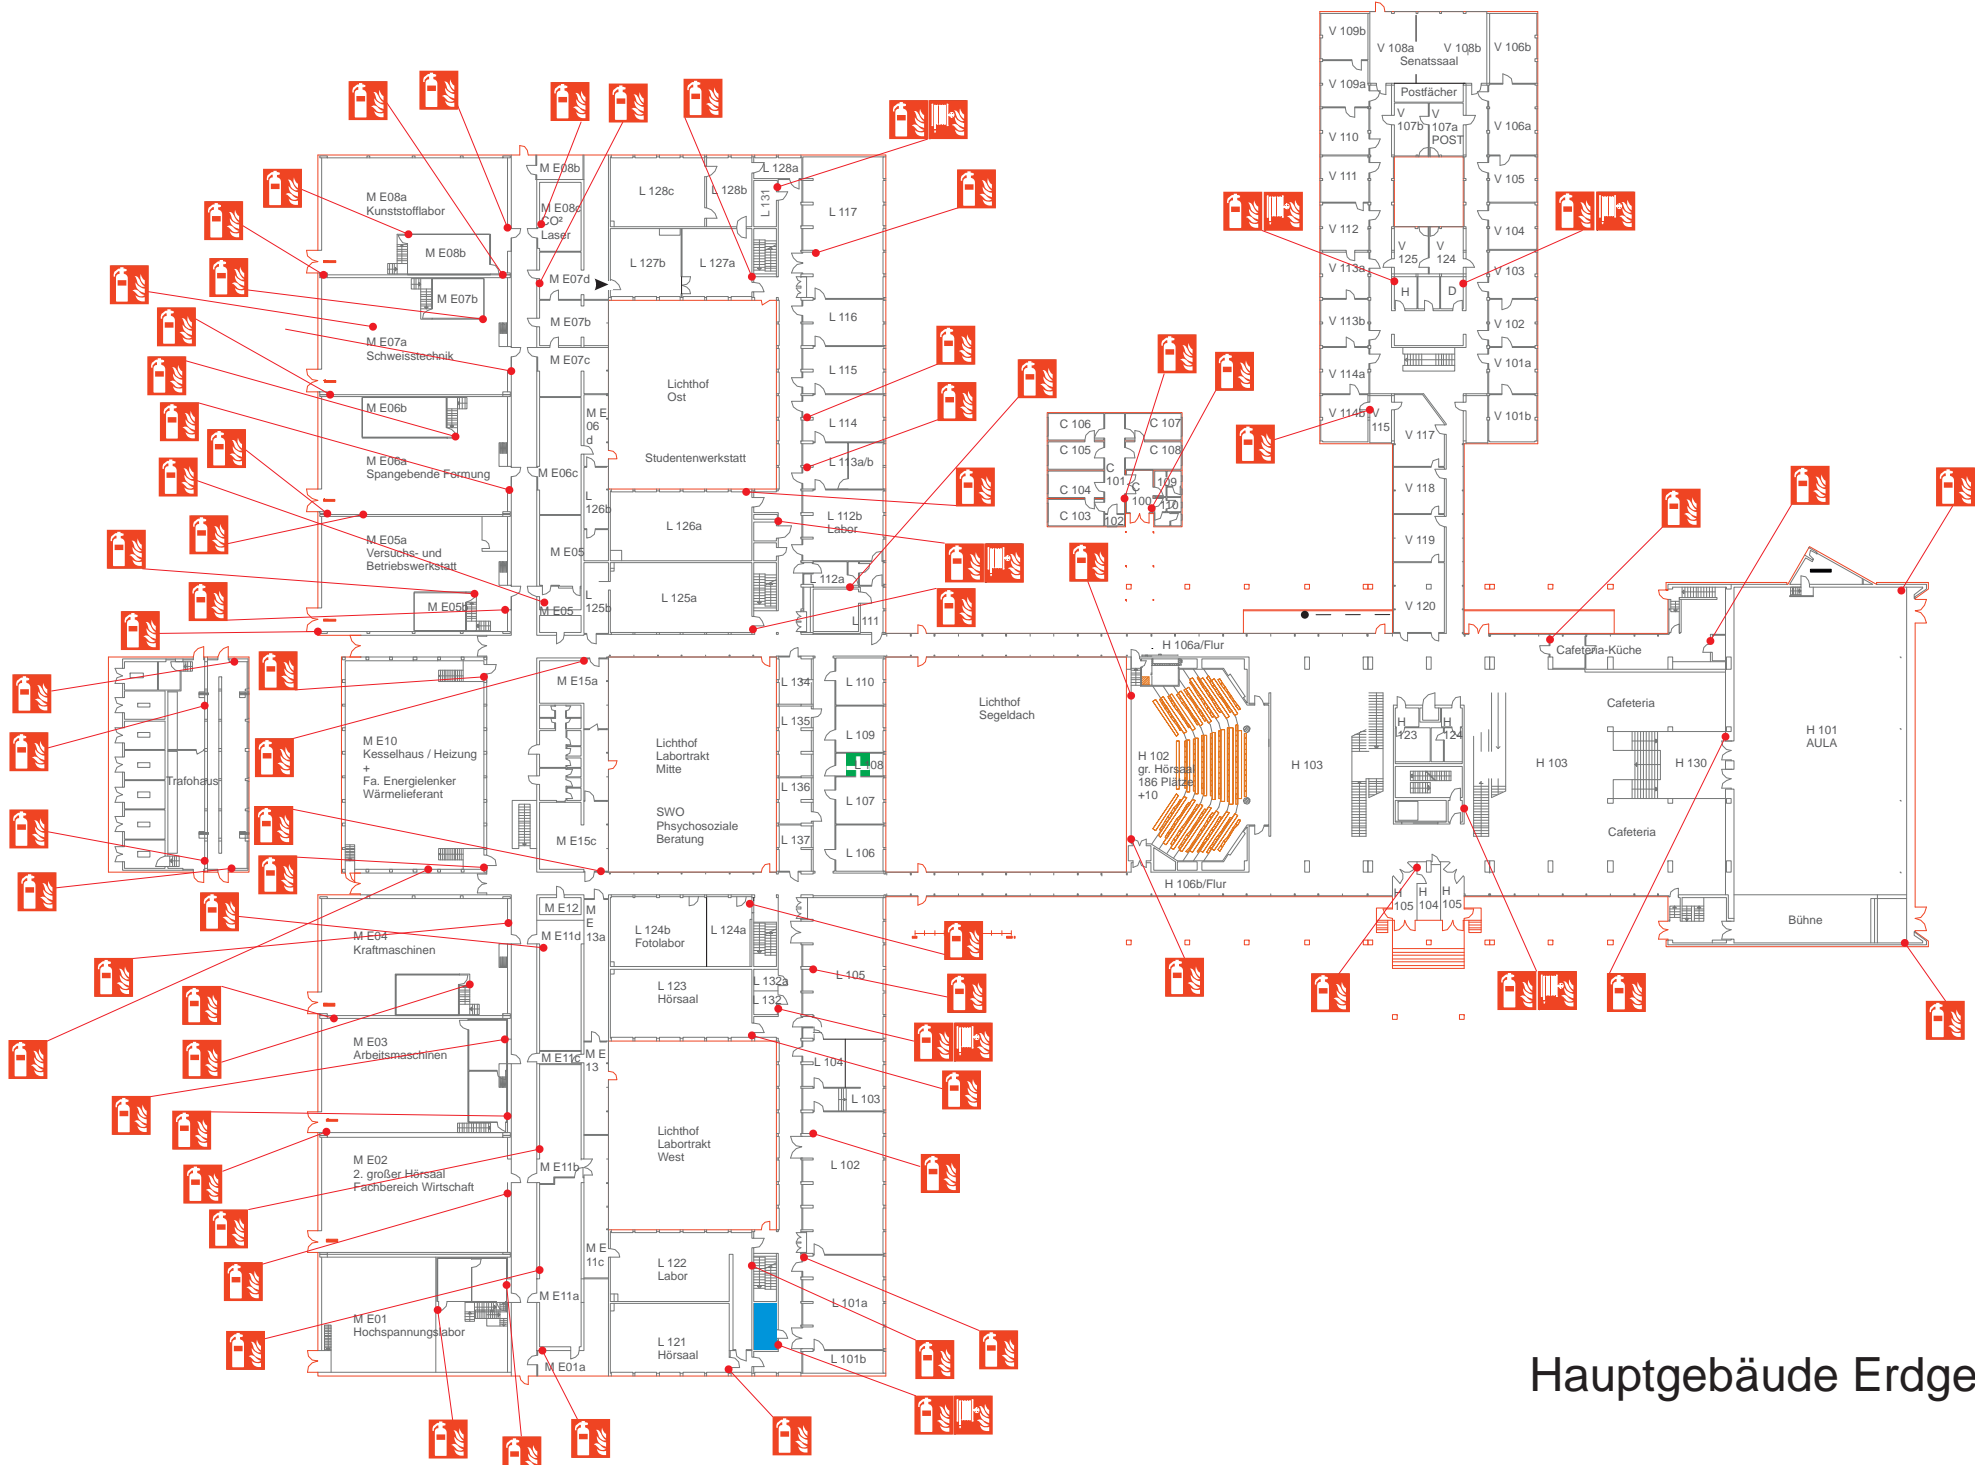 V 109b
V 108a
V 108b
Senatssaal
V 106b
V 109a
Postfächer
V
107b
V
107a
POST
V 110
V 106a
V 111
V 105
V 112
V 104
V
125
V
124
V 113a
V 103
H
D
V 113b
V 102
V 114a
V 101a
V 114b
V
115
V 101b
V 117
V 118
V 119
V 120
M E08a
Kunststofflabor
M E08b
M E08b
M E08c
CO²
Laser
L 128c
L 128b
L 128a
L 131
L 117
L 127b
L 127a
M E07d
M E07b
M E07b
M E07a
Schweisstechnik
M E07c
L 116
L 115
Lichthof
Ost
Studentenwerkstatt
M E06b
M E
06
d
L 114
M E06a
Spangebende Formung
M E06c
L 113a/b
L
126b
L 126a
L 112b
Labor
M E05a
Versuchs- und
Betriebswerkstatt
M E05
L 112a
M E05b
M E05
L
125b
L 125a
L 111
C 106
C 107
C 105
C 108
C
101
C 104
C
100
109
110
C 103
102
Trafohaus
M E10
Kesselhaus / Heizung
+
Fa. Energielenker
Wärmelieferant
M E15a
M E15c
Lichthof
Labortrakt
Mitte
SWO
Phsychosoziale
Beratung
L 134
L 135
L 136
L 137
L 110
L 109
L 108
L 107
L 106
Lichthof
Segeldach
H 106a/Flur
H 102
gr. Hörsaal
186 Plätze
+10
H 106b/Flur
H 103
H
123
H
124
H 103
Cafeteria-Küche
Cafeteria
H 130
Cafeteria
H 101
AULA
Bühne
H
105
H
104
H
105
M E04
Kraftmaschinen
M E12
M E11d
M
E
13a
L 124b
Fotolabor
L 124a
L 123
Hörsaal
L 132a
L 132
L 105
M E03
Arbeitsmaschinen
M E11c
M E
13
L 104
L 103
Lichthof
Labortrakt
West
M E02
2. großer Hörsaal
Fachbereich Wirtschaft
M E11b
L 102
M E
11c
L 122
Labor
M E11a
M E01
Hochspannungslabor
L 101a
L 121
Hörsaal
M E01a
L 101b
Hauptgebäude Erdge